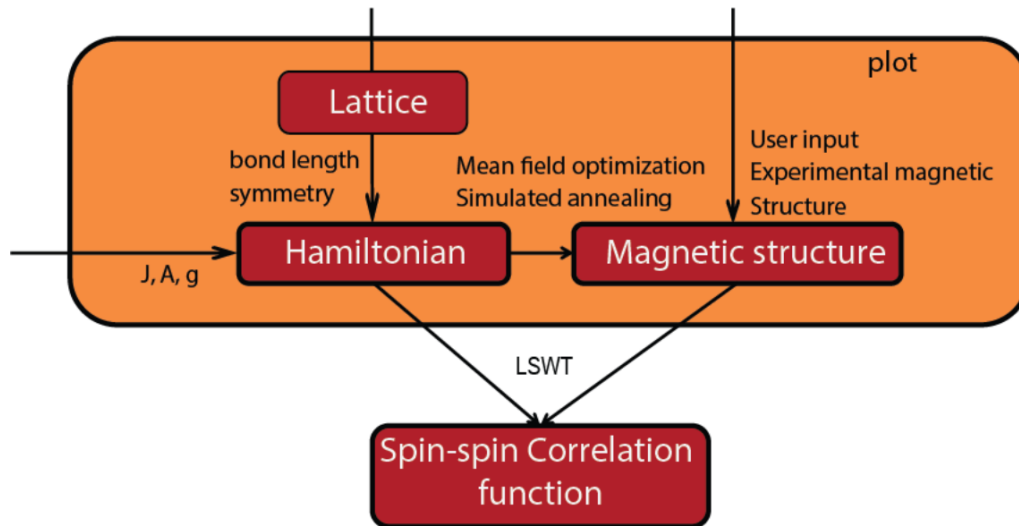 plot
Lattice
bond length
symmetry
Mean field optimization
Simulated annealing
User input
Experimental magnetic
Structure
Hamiltonian
Magnetic structure
J, A, g
LSWT
Spin-spin Correlation
function